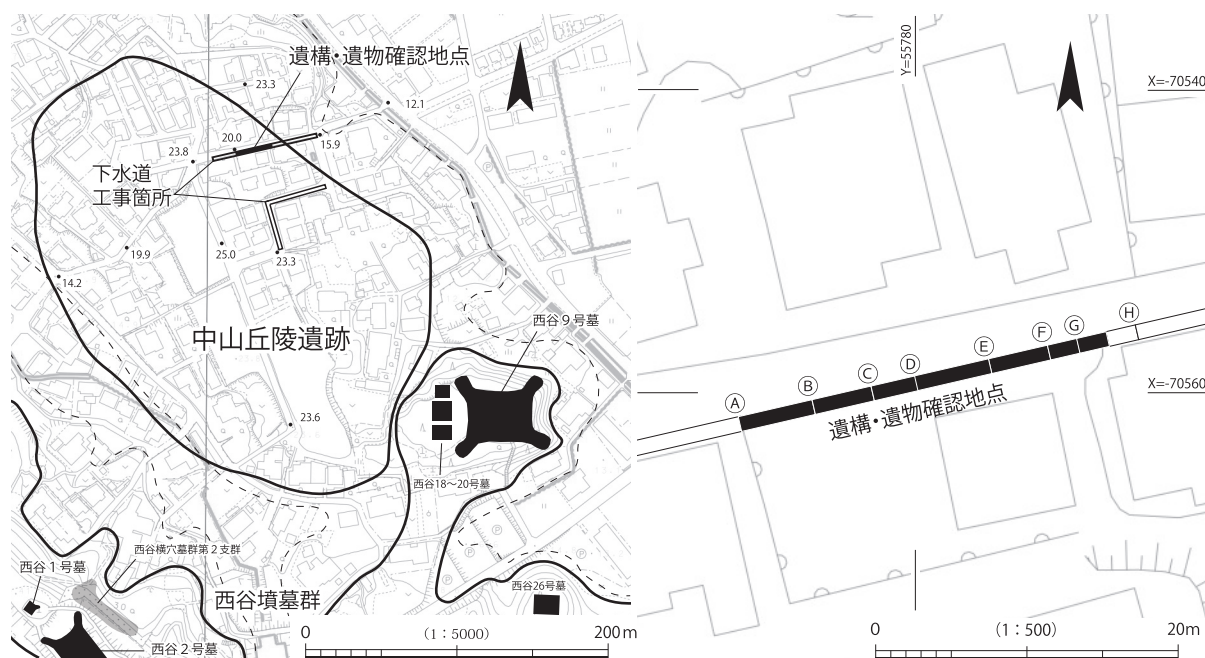 遺構・遺物確認地点
23.3
12.1
20.0
15.9
23.8
下水道
工事箇所
19.9
25.0
23.3
14.2
中山丘陵遺跡
西谷9号墓
23.6
西谷18〜20号墓
西谷横穴墓群第2支群
西谷1号墓
西谷墳墓群
西谷26号墓
西谷2号墓
0
(1：5000)
200m
Y=55780
X=-70540
H
G
F
E
D
C
B
A
X=-70560
遺構・遺物確認地点
0
(1：500)
20m